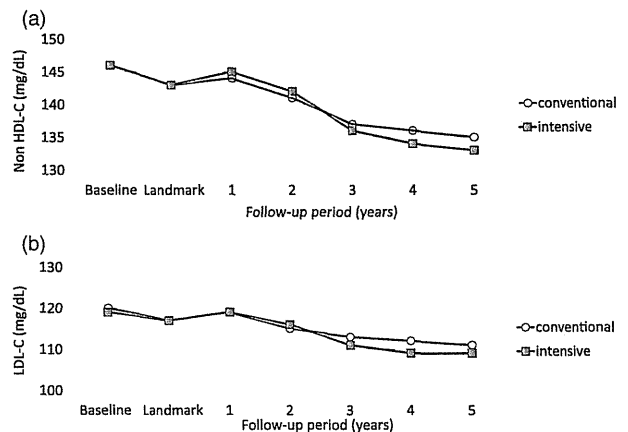 (a)
Non HDL-C (mg/dL)
150
145
140
135
130
Baseline Landmark 1 2 3 4 5
Follow-up period (years)
conventional
intensive
(b)
LDL-C (mg/dL)
130
120
110
100
Baseline Landmark 1 2 3 4 5
Follow-up period (years)
conventional
intensive